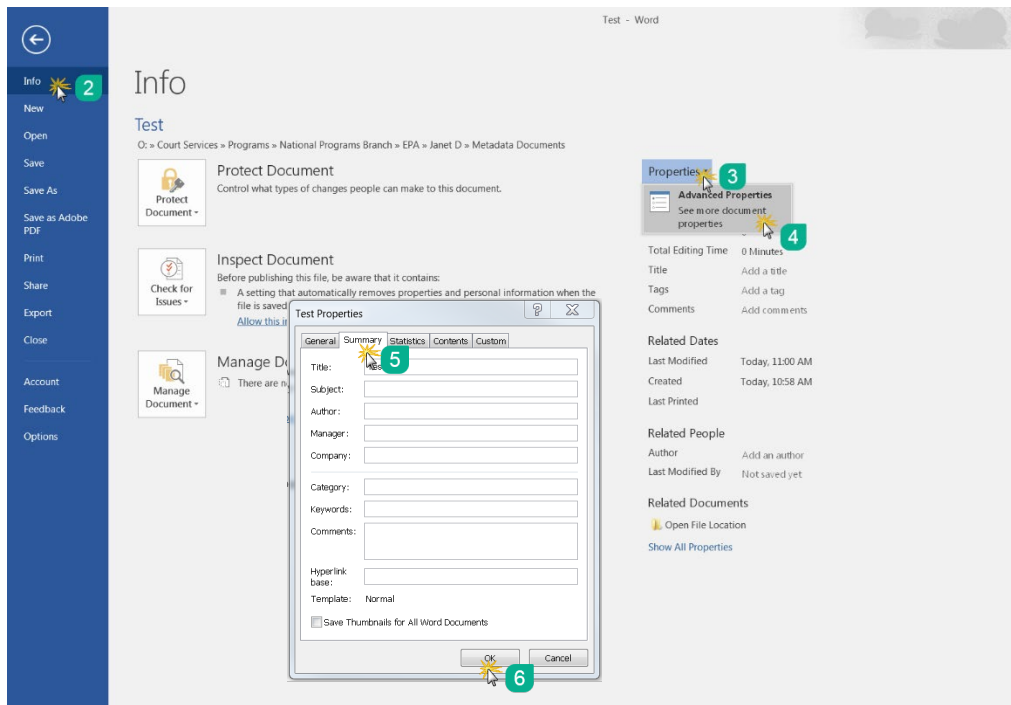 Test - Word
Info
2
New
Open
Save
Save As
Save as Adobe
PDF
Print
Share
Export
Close
Account
Feedback
Options
Info
Test
O: » Court Services » Programs » National Programs Branch » EPA » Janet D » Metadata Documents
Protect
Document
Protect Document
Control what types of changes people can make to this document.
Check for
Issues
Inspect Document
Before publishing this file, be aware that it contains:
A setting that automatically removes properties and personal information when the
file is saved
Allow this i
Manage
Document
Manage D
There are n
Properties
3
Advanced Properties
See more document
properties
4
Total Editing Time 0 Minutes
Title Add a title
Tags Add a tag
Comments Add comments
Related Dates
Last Modified Today, 11:00 AM
Created Today, 10:58 AM
Last Printed
Related People
Author Add an author
Last Modified By Not saved yet
Related Documents
Open File Location
Show All Properties
Test Properties
General Summary Statistics Contents Custom
5
Title:
Subject:
Author:
Manager:
Company:
Category:
Keywords:
Comments:
Hyperlink
base:
Template: Normal
Save Thumbnails for All Word Documents
OK Cancel
6